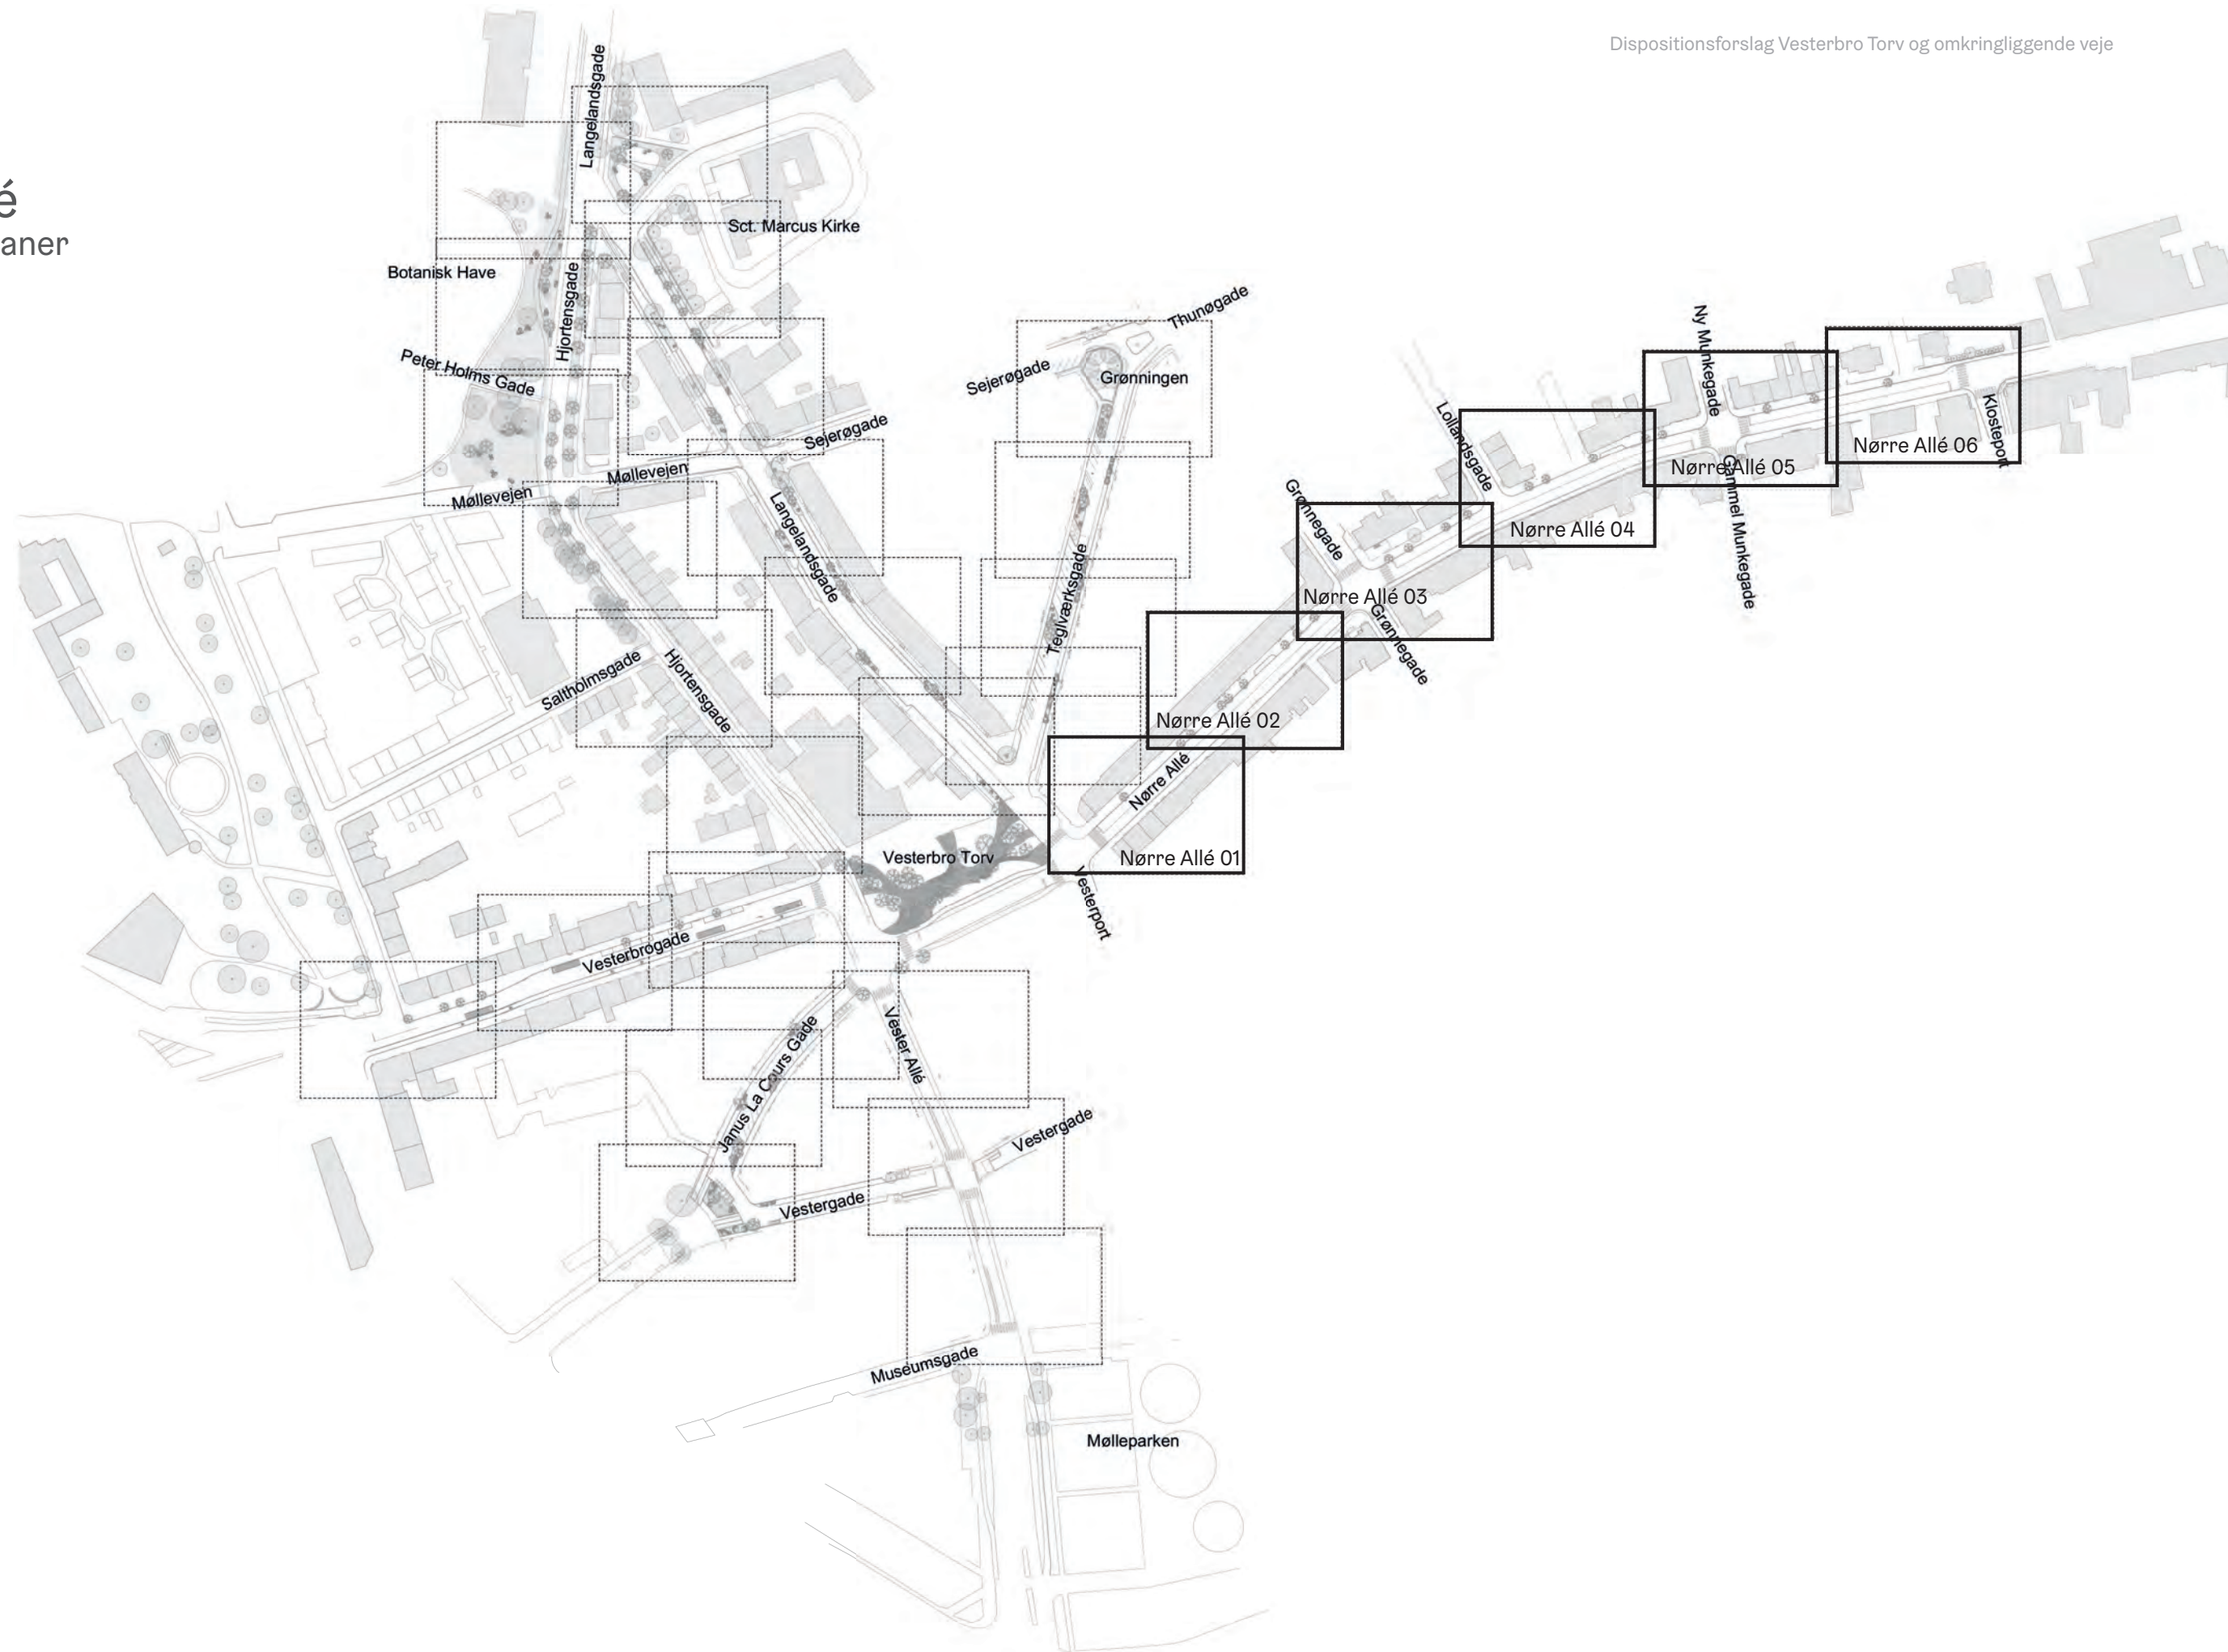 Dispositionsforslag Vesterbro Torv og omkringliggende veje
é
aner
Langelandsgade
Sct. Marcus Kirke
Botanisk Have
Hjortensgade
Thunøgade
Peter Holms Gade
Sejerøgade
Grønningen
Ny Munkegade
Klosteport
Lollandsgade
Sejerøgade
Nørre Allé 06
Nørre Allé 05
Gammel Munkegade
Møllevejen
Møllevejen
Langelandsgade
Grønnegade
Nørre Allé 04
Teglværksgade
Nørre Allé 03
Grønnegade
Saltholmsgade
Hjortensgade
Nørre Allé 02
Nørre Allé
Vesterbro Torv
Nørre Allé 01
Vesterport
Vesterbrogade
Vester Allé
Janus La Cours Gade
Vestergade
Vestergade
Museumsgade
Mølleparken